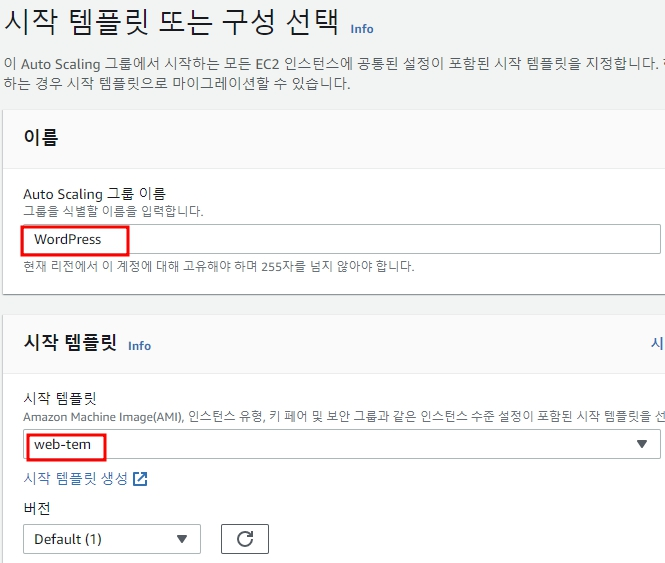 시작 템플릿 또는 구성 선택 Info
이 Auto Scaling 그룹에서 시작하는 모든 EC2 인스턴스에 공통된 설정이 포함된 시작 템플릿을 지정합니다.
하는 경우 시작 템플릿으로 마이그레이션할 수 있습니다.
이름
Auto Scaling 그룹 이름
그룹을 식별할 이름을 입력합니다.
WordPress
현재 리전에서 이 계정에 대해 고유해야 하며 255자를 넘지 않아야 합니다.
시작 템플릿 Info
시
시작 템플릿
Amazon Machine Image(AMI), 인스턴스 유형, 키 페어 및 보안 그룹과 같은 인스턴스 수준 설정이 포함된 시작 템플릿을 선
web-tem
시작 템플릿 생성
버전
Default (1)